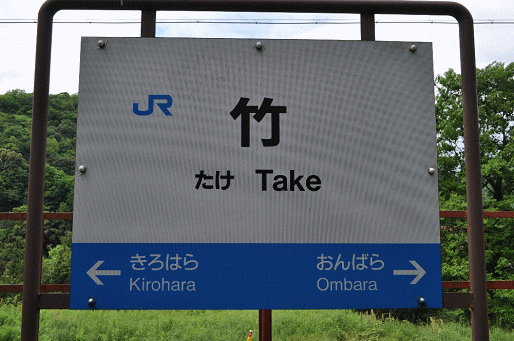 JR
竹
たけ Take
きろはら おんばら
← Kirohara Ombara →